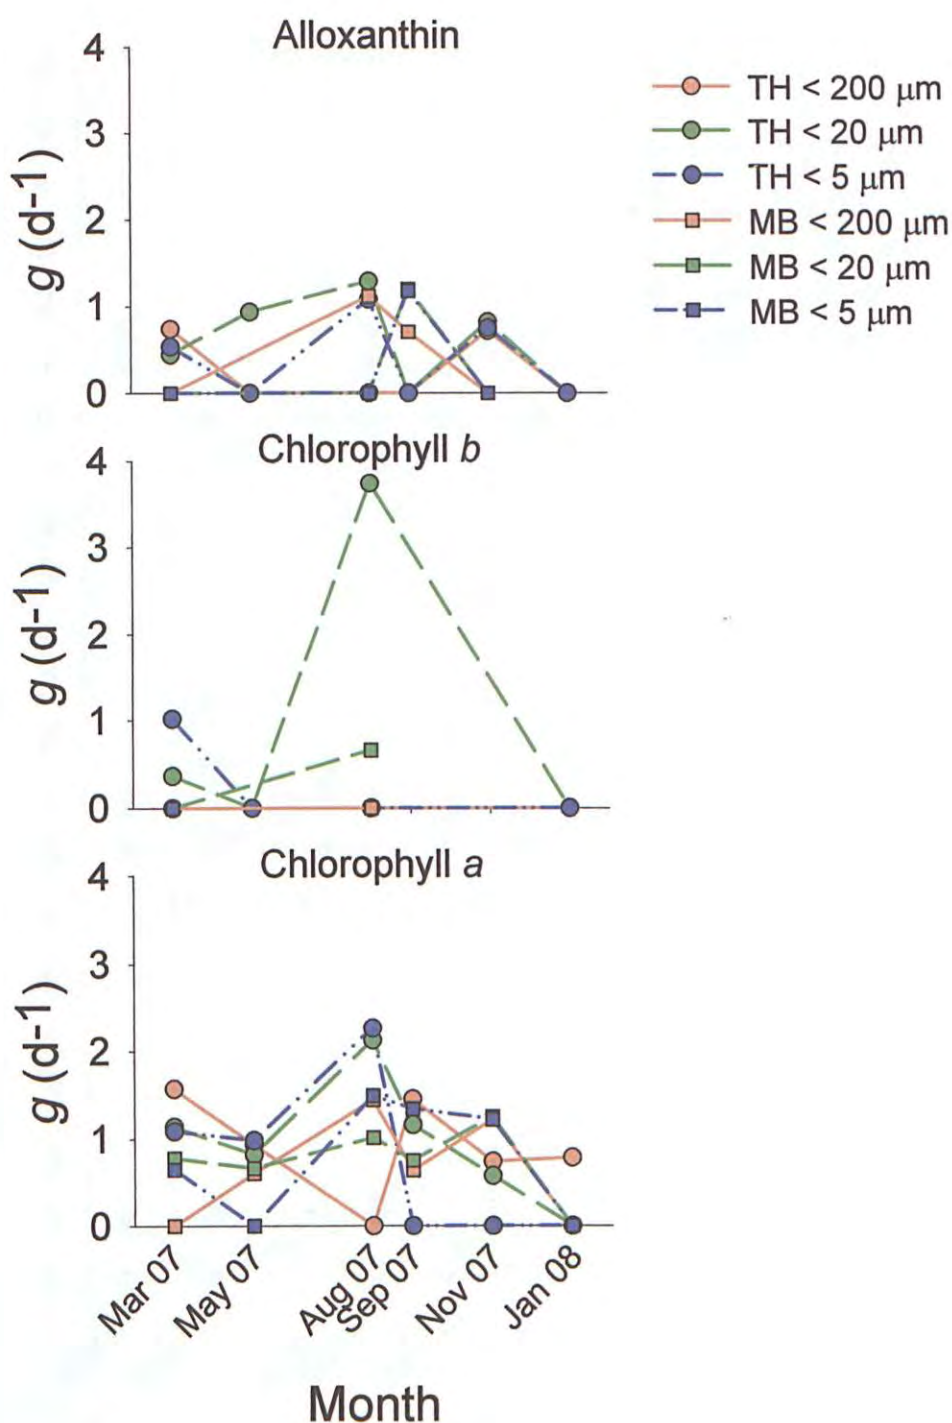 Alloxanthin
4
3
2
1
0
g (d-1)
TH < 200 μm
TH < 20 μm
TH < 5 μm
MB < 200 μm
MB < 20 μm
MB < 5 μm
Chlorophyll b
4
3
2
1
0
g (d-1)
Chlorophyll a
4
3
2
1
0
g (d-1)
Mar 07
May 07
Aug 07
Sep 07
Nov 07
Jan 08
Month